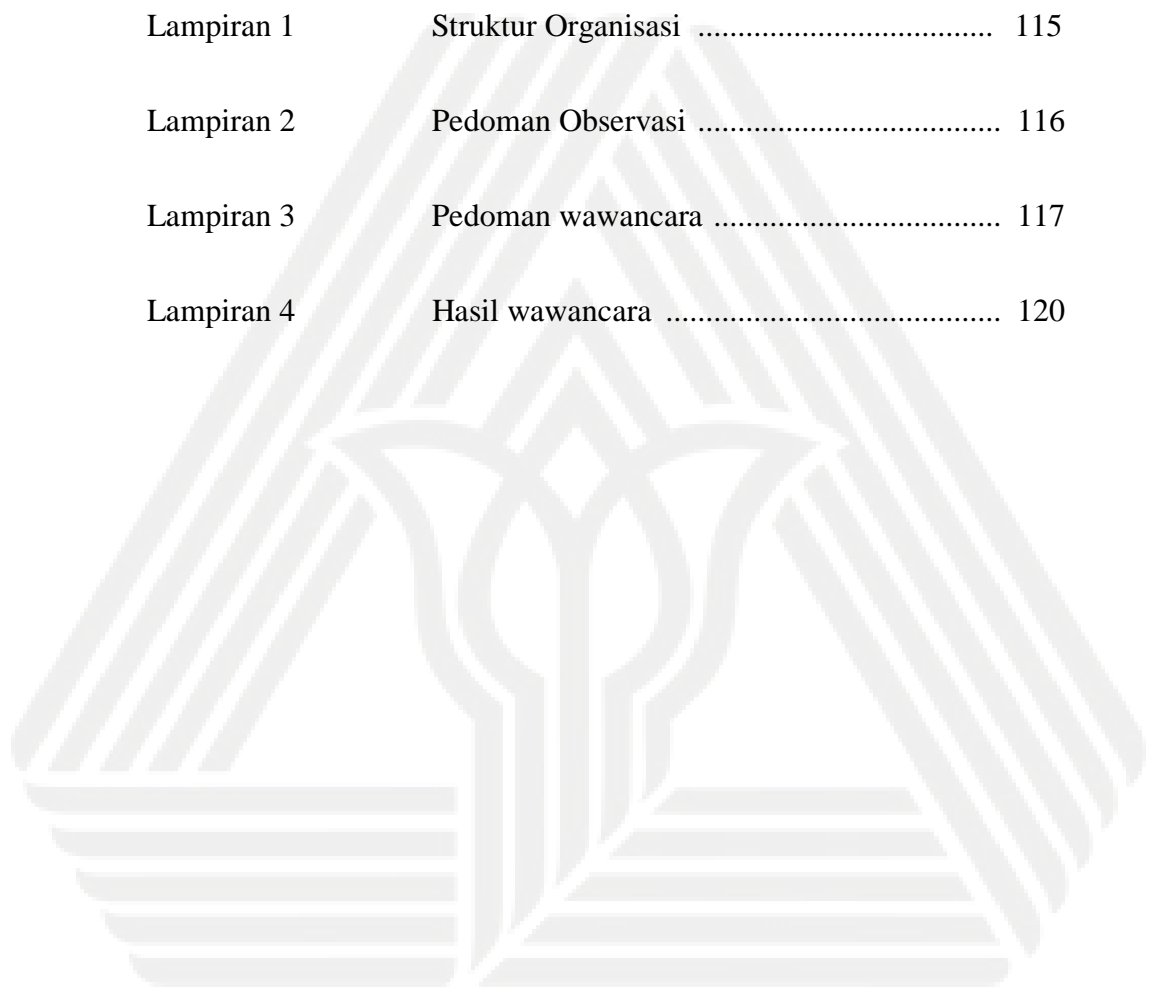 Lampiran 1 Struktur Organisasi ..................................... 115
Lampiran 2 Pedoman Observasi ...................................... 116
Lampiran 3 Pedoman wawancara .................................... 117
Lampiran 4 Hasil wawancara .......................................... 120